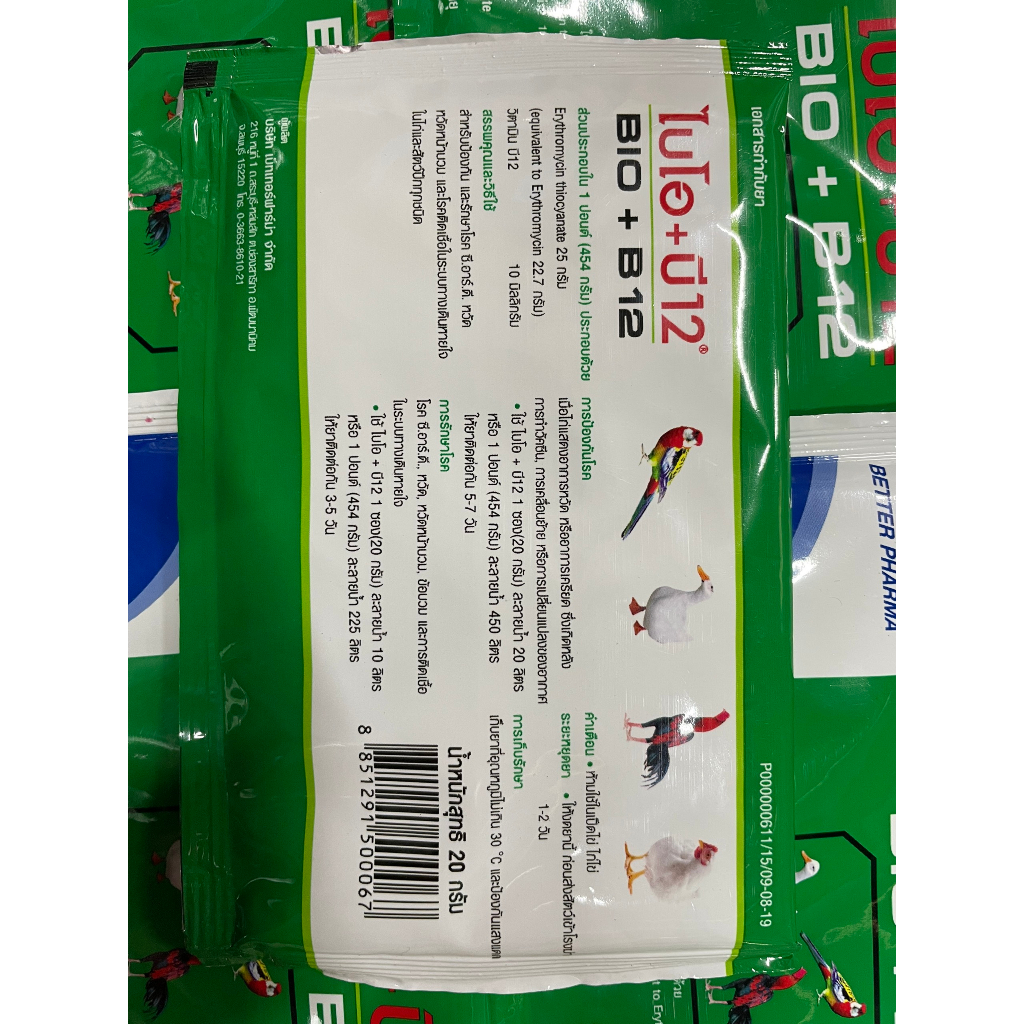 เอกสารกำกับยา
P000000611/15/09-08-19
ไบโอ+บี12®
BIO + B12
ส่วนประกอบใน 1 ปอนด์ (454 กรัม) ประกอบด้วย
Erythromycin thiocyanate 25 กรัม
(equivalent to Erythromycin 22.7 กรัม)
วิตามิน บี12 10 มิลลิกรัม
สรรพคุณและวิธีใช้
สำหรับป้องกัน และรักษาโรค ซี.อาร์.ดี. หวัด
หวัดหน้าบวม และโรคติดเชื้อในระบบทางเดินหายใจ
ในไก่และสัตว์ปีกทุกชนิด
การป้องกันโรค
เมื่อไก่แสดงอาการหวัด หรืออาการเครียด ซึ่งเกิดหลัง
การทำวัคซีน, การเคลื่อนย้าย หรือการเปลี่ยนแปลงของอากาศ
• ใช้ ไบโอ + บี12 1 ซอง(20 กรัม) ละลายน้ำ 20 ลิตร
หรือ 1 ปอนด์ (454 กรัม) ละลายน้ำ 450 ลิตร
ให้ยาติดต่อกัน 5-7 วัน
การรักษาโรค
โรค ซี.อาร์.ดี., หวัด, หวัดหน้าบวม, ข้อบวม และการติดเชื้อ
ในระบบทางเดินหายใจ
• ใช้ ไบโอ + บี12 1 ซอง(20 กรัม) ละลายน้ำ 10 ลิตร
หรือ 1 ปอนด์ (454 กรัม) ละลายน้ำ 225 ลิตร
ให้ยาติดต่อกัน 3-5 วัน
คำเตือน • ห้ามใช้ในเป็ดไข่ ไก่ไข่
ระยะหยุดยา • ให้งดยานี้ ก่อนส่งสัตว์เข้าโรงฆ่า
1-2 วัน
การเก็บรักษา
เก็บยาที่อุณหภูมิไม่เกิน 30 °C และป้องกันแสงแดด
น้ำหนักสุทธิ 20 กรัม
8 851291 500067
ผู้ผลิต
บริษัท เบ็ทเทอร์ฟาร์ม่า จำกัด
216 หมู่ที่ 1 ถ.สระบุรี-หล่มสัก ต.ช่องสาริกา อ.พัฒนานิคม
จ.ลพบุรี 15220 โทร. 0-3663-8610-21
BIO + B12
BETTER PHARMA